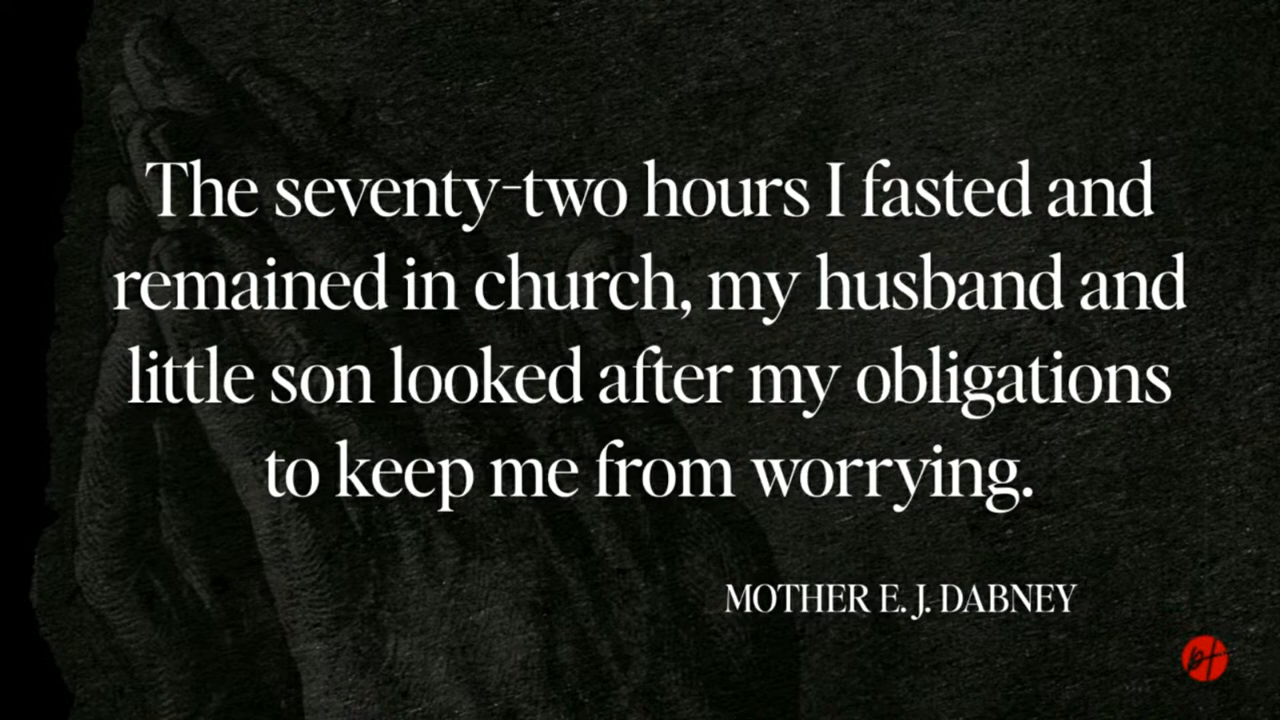 The seventy-two hours I fasted and
remained in church, my husband and
little son looked after my obligations
to keep me from worrying.
MOTHER E. J. DABNEY